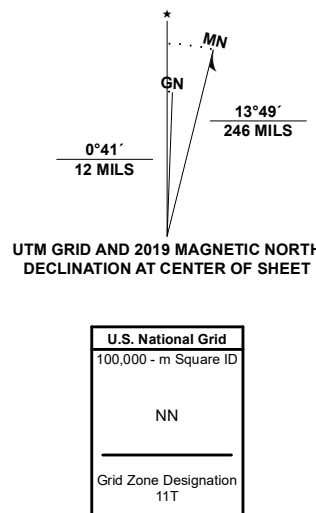 ★
MN
GN
13°49´
246 MILS
0°41´
12 MILS
UTM GRID AND 2019 MAGNETIC NORTH
DECLINATION AT CENTER OF SHEET
U.S. National Grid
100,000 - m Square ID
NN
Grid Zone Designation
11T